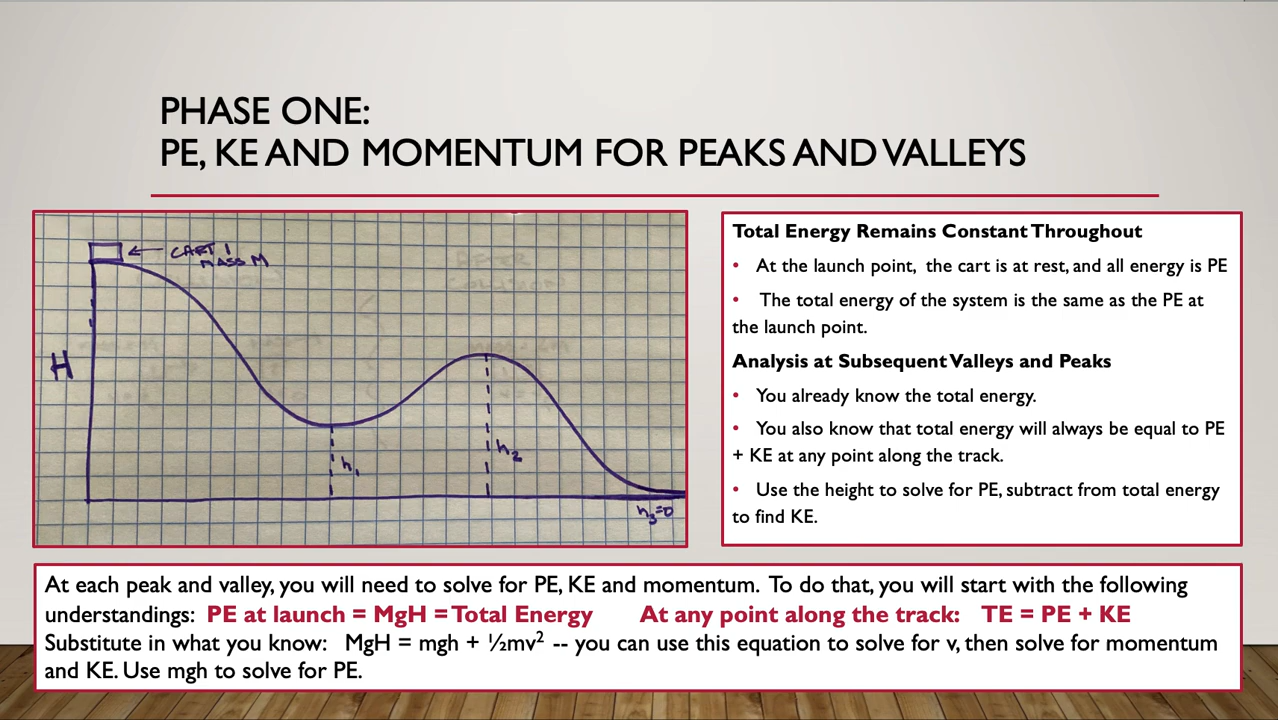 PHASE ONE:
PE, KE AND MOMENTUM FOR PEAKS AND VALLEYS
CART 1
MASS M
H
h₁
h₂
h₃=0
Total Energy Remains Constant Throughout
• At the launch point, the cart is at rest, and all energy is PE
• The total energy of the system is the same as the PE at
the launch point.
Analysis at Subsequent Valleys and Peaks
• You already know the total energy.
• You also know that total energy will always be equal to PE
+ KE at any point along the track.
• Use the height to solve for PE, subtract from total energy
to find KE.
At each peak and valley, you will need to solve for PE, KE and momentum. To do that, you will start with the following
understandings: PE at launch = MgH = Total Energy At any point along the track: TE = PE + KE
Substitute in what you know: MgH = mgh + ½mv² -- you can use this equation to solve for v, then solve for momentum
and KE. Use mgh to solve for PE.